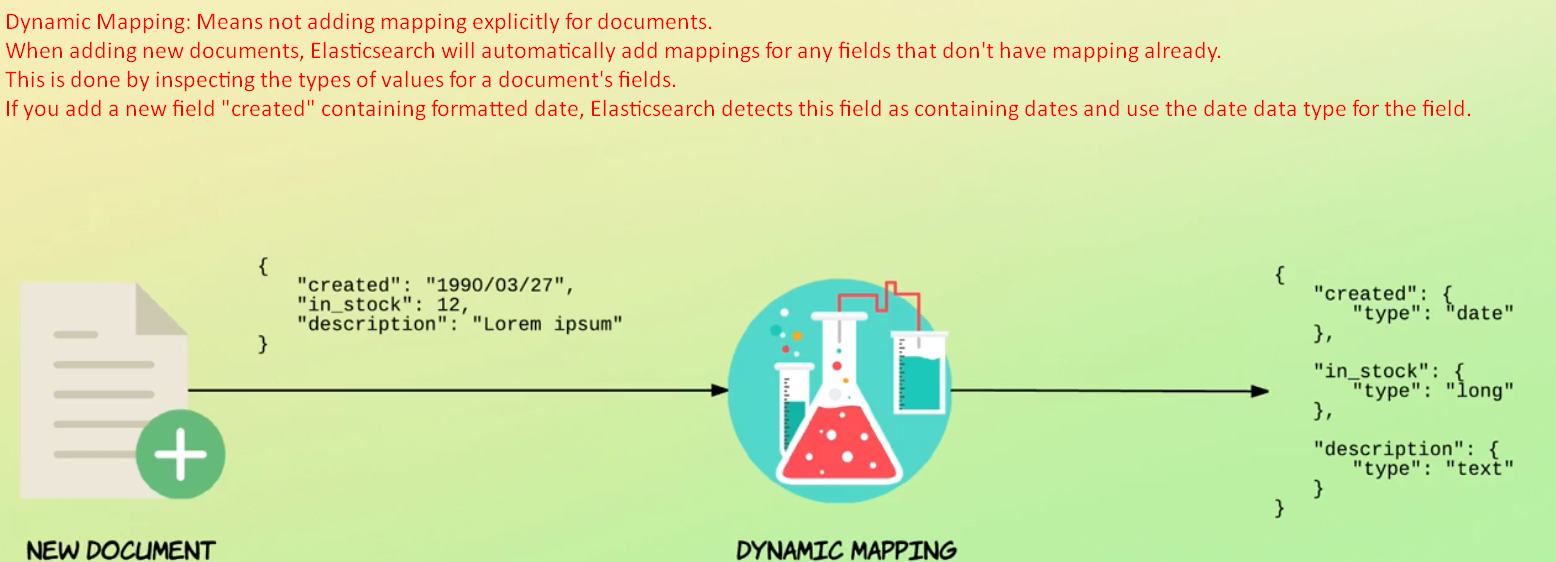 Dynamic Mapping: Means not adding mapping explicitly for documents.
When adding new documents, Elasticsearch will automatically add mappings for any fields that don't have mapping already.
This is done by inspecting the types of values for a document's fields.
If you add a new field "created" containing formatted date, Elasticsearch detects this field as containing dates and use the date data type for the field.
{
"created": "1990/03/27",
"in_stock": 12,
"description": "Lorem ipsum"
}
{
"created": {
"type": "date"
},
"in_stock": {
"type": "long"
},
"description": {
"type": "text"
}
}
NEW DOCUMENT
DYNAMIC MAPPING